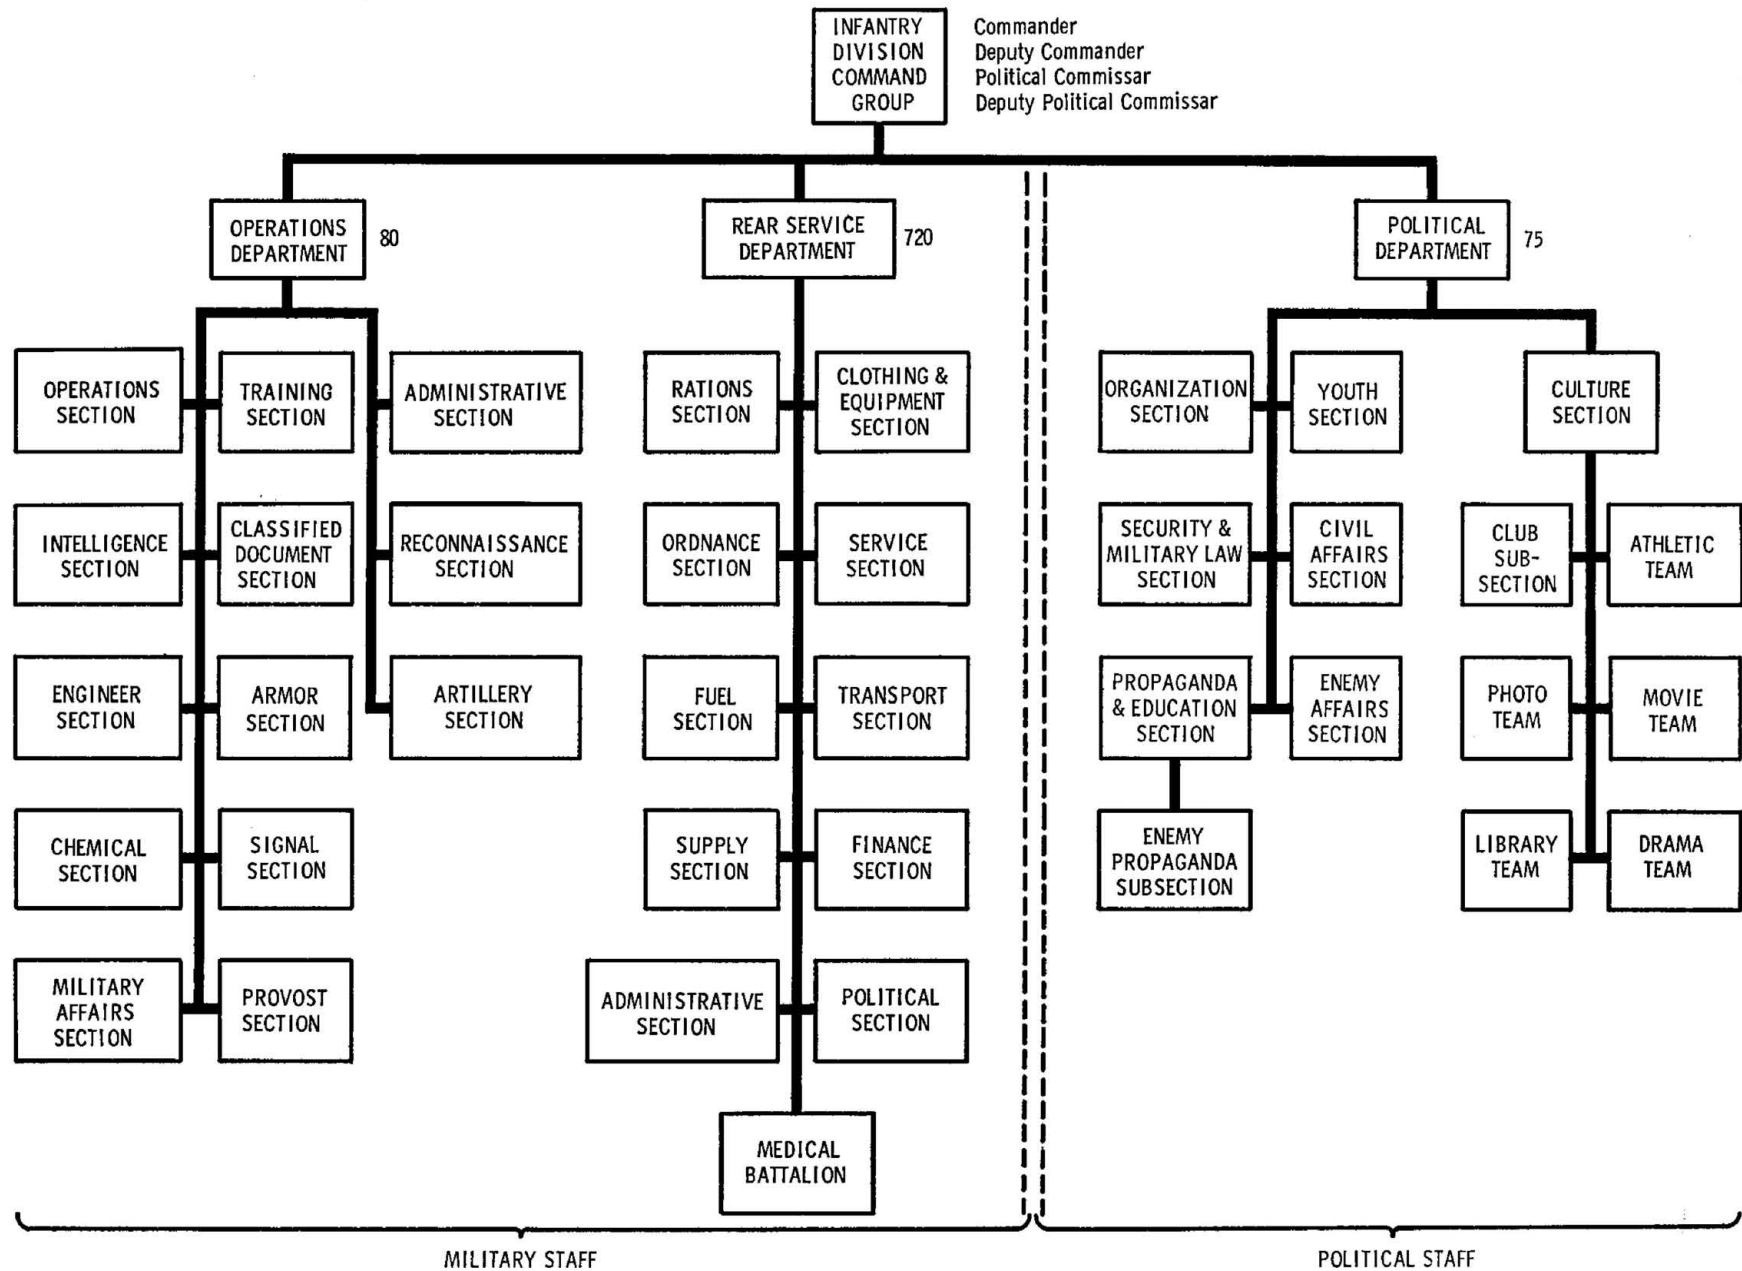 INFANTRY
DIVISION
COMMAND
GROUP
Commander
Deputy Commander
Political Commissar
Deputy Political Commissar
OPERATIONS
DEPARTMENT
80
REAR SERVICE
DEPARTMENT
720
POLITICAL
DEPARTMENT
75
OPERATIONS
SECTION
TRAINING
SECTION
ADMINISTRATIVE
SECTION
RATIONS
SECTION
CLOTHING &
EQUIPMENT
SECTION
ORGANIZATION
SECTION
YOUTH
SECTION
CULTURE
SECTION
INTELLIGENCE
SECTION
CLASSIFIED
DOCUMENT
SECTION
RECONNAISSANCE
SECTION
ORDNANCE
SECTION
SERVICE
SECTION
SECURITY &
MILITARY LAW
SECTION
CIVIL
AFFAIRS
SECTION
CLUB
SUB-
SECTION
ATHLETIC
TEAM
ENGINEER
SECTION
ARMOR
SECTION
ARTILLERY
SECTION
FUEL
SECTION
TRANSPORT
SECTION
PROPAGANDA
& EDUCATION
SECTION
ENEMY
AFFAIRS
SECTION
PHOTO
TEAM
MOVIE
TEAM
CHEMICAL
SECTION
SIGNAL
SECTION
SUPPLY
SECTION
FINANCE
SECTION
ENEMY
PROPAGANDA
SUBSECTION
LIBRARY
TEAM
DRAMA
TEAM
MILITARY
AFFAIRS
SECTION
PROVOST
SECTION
ADMINISTRATIVE
SECTION
POLITICAL
SECTION
MEDICAL
BATTALION
MILITARY STAFF
POLITICAL STAFF